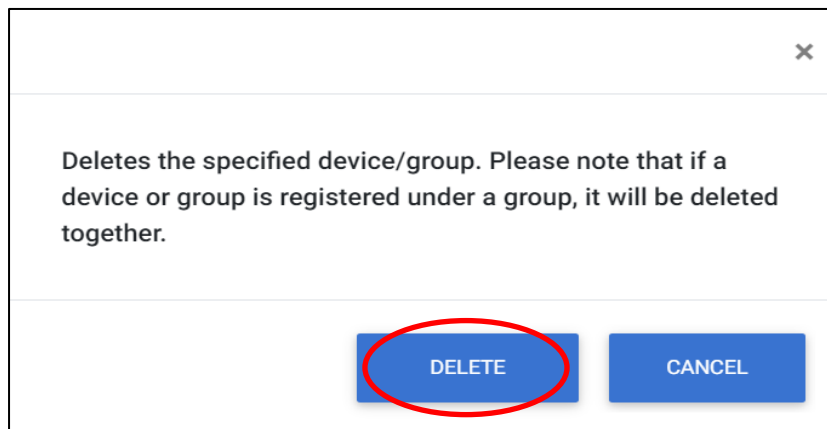 Deletes the specified device/group. Please note that if a
device or group is registered under a group, it will be deleted
together.
DELETE CANCEL